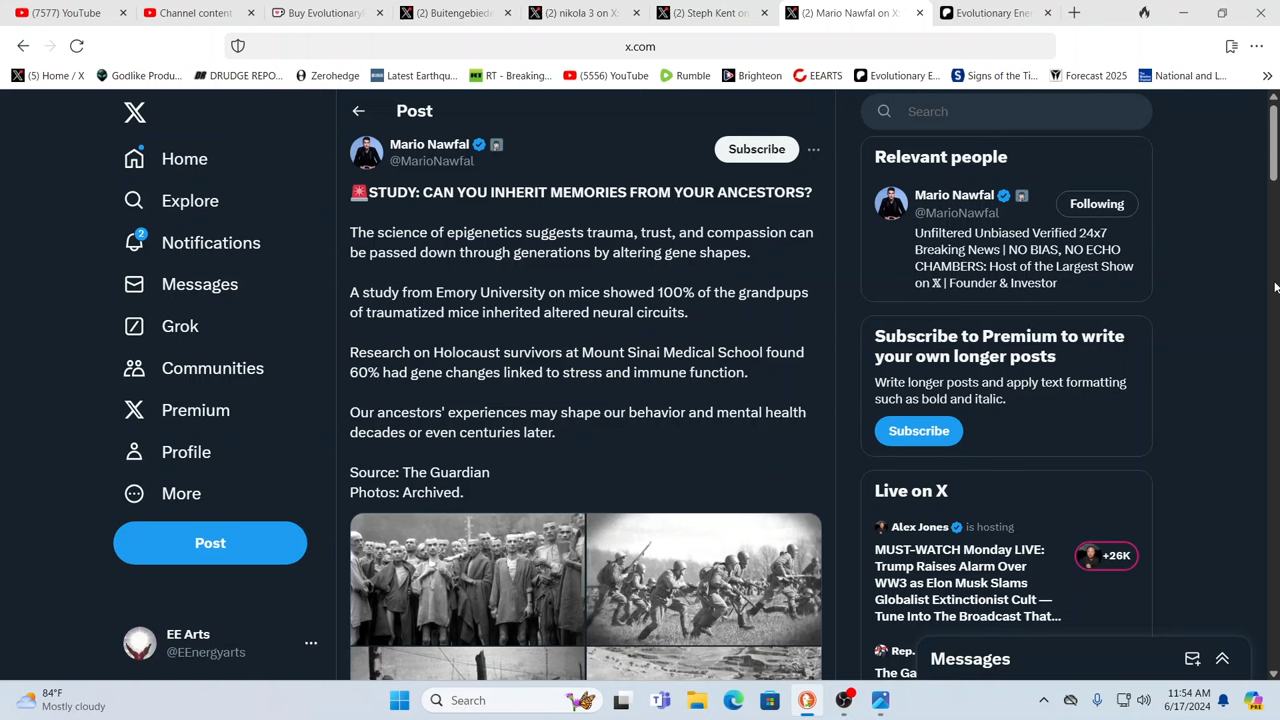 (7577) YouTube
Channel content
Buy Evolutionary
(2) Buitengebiede
(2) nikola 3 on X:
(2) Steph Kent on
(2) Mario Nawfal on X:
Evolutionary Ene
x.com
(5) Home / X
Godlike Produ...
DRUDGE REPO...
Zerohedge
Latest Earthqu...
RT - Breaking...
(5556) YouTube
Rumble
Brighteon
EEARTS
Evolutionary E...
Signs of the Ti...
Forecast 2025
National and L...
Home
Explore
2
Notifications
Messages
Grok
Communities
Premium
Profile
More
Post
EE Arts
@EEnergyarts
Post
Mario Nawfal
@MarioNawfal
Subscribe
STUDY: CAN YOU INHERIT MEMORIES FROM YOUR ANCESTORS?
The science of epigenetics suggests trauma, trust, and compassion can
be passed down through generations by altering gene shapes.
A study from Emory University on mice showed 100% of the grandpups
of traumatized mice inherited altered neural circuits.
Research on Holocaust survivors at Mount Sinai Medical School found
60% had gene changes linked to stress and immune function.
Our ancestors' experiences may shape our behavior and mental health
decades or even centuries later.
Source: The Guardian
Photos: Archived.
Search
Relevant people
Mario Nawfal
@MarioNawfal
Following
Unfiltered Unbiased Verified 24x7
Breaking News | NO BIAS, NO ECHO
CHAMBERS: Host of the Largest Show
on 𝕏 | Founder & Investor
Subscribe to Premium to write
your own longer posts
Write longer posts and apply text formatting
such as bold and italic.
Subscribe
Live on X
Alex Jones is hosting
MUST-WATCH Monday LIVE:
Trump Raises Alarm Over
WW3 as Elon Musk Slams
Globalist Extinctionist Cult —
Tune Into The Broadcast That...
+26K
Rep.
The Ga
Messages
84°F
Mostly cloudy
Search
11:54 AM
6/17/2024
PRE